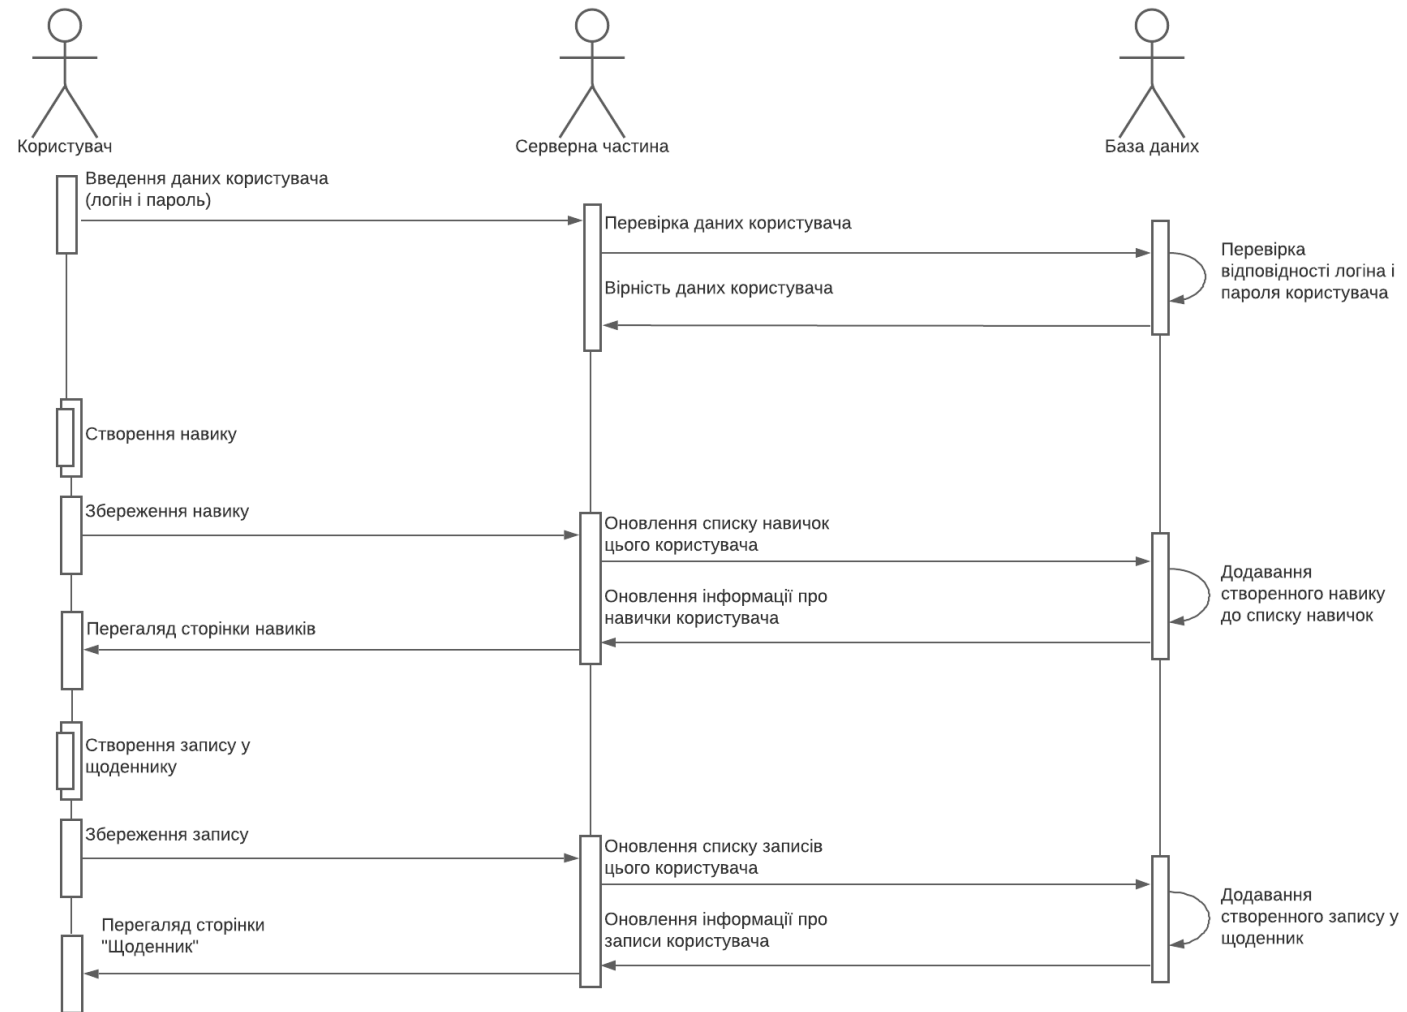 Користувач
Серверна частина
База даних
Введення даних користувача
(логін і пароль)
Перевірка даних користувача
Перевірка
відповідності логіна і
пароля користувача
Вірність даних користувача
Створення навику
Збереження навику
Оновлення списку навичок
цього користувача
Додавання
створенного навику
до списку навичок
Оновлення інформації про
навички користувача
Перегаляд сторінки навиків
Створення запису у
щоденнику
Збереження запису
Оновлення списку записів
цього користувача
Додавання
створенного запису у
щоденник
Оновлення інформації про
записи користувача
Перегаляд сторінки
"Щоденник"